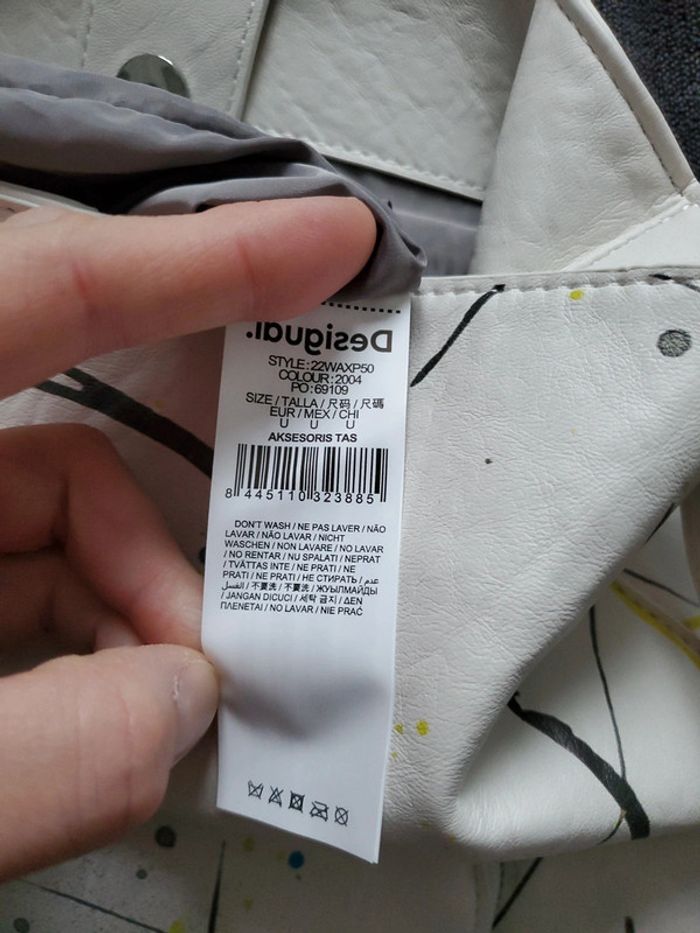 Desigual.
STYLE:22WAXP50
COLOUR:2004
PO:69109
SIZE / TALLA / 尺码 / 尺碼
EUR / MEX / CHI
U U U
AKSESORIS TAS
8 445110 323885
DON'T WASH / NE PAS LAVER / NÃO
LAVAR / NÃO LAVAR / NICHT
WASCHEN / NON LAVARE / NO LAVAR
/ NO RENTAR / NU SPALATI / NEPRAT
/ TVÄTTAS INTE / NE PRATI / NE
PRATI / NE PRATI / НЕ СТИРАТЬ / عدم
الغسل / 不要洗 / 不要洗 / ЖУЫЛМАЙДЫ
/ JANGAN DICUCI / 세탁 금지 / ΔΕΝ
ΠΛΕΝΕΤΑΙ / NO LAVAR / NIE PRAĆ